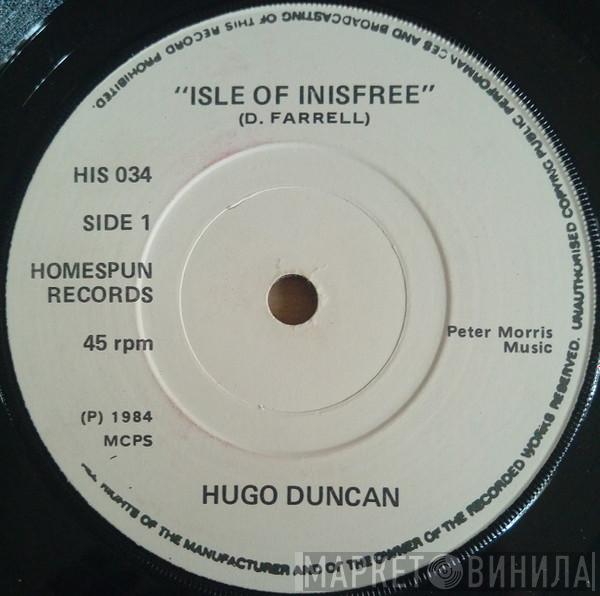 "ISLE OF INISFREE"
(D. FARRELL)
HIS 034
SIDE 1
HOMESPUN
RECORDS
45 rpm
Peter Morris
Music
(P) 1984
MCPS
HUGO DUNCAN
RIGHTS OF THE MANUFACTURER AND OF THE OWNER OF THE RECORDED WORKS RESERVED. UNAUTHORISED COPYING PUBLIC PERFORMANCES AND BROADCASTING OF THIS RECORD PROHIBITED.
МАРКЕТ ВИНИЛА